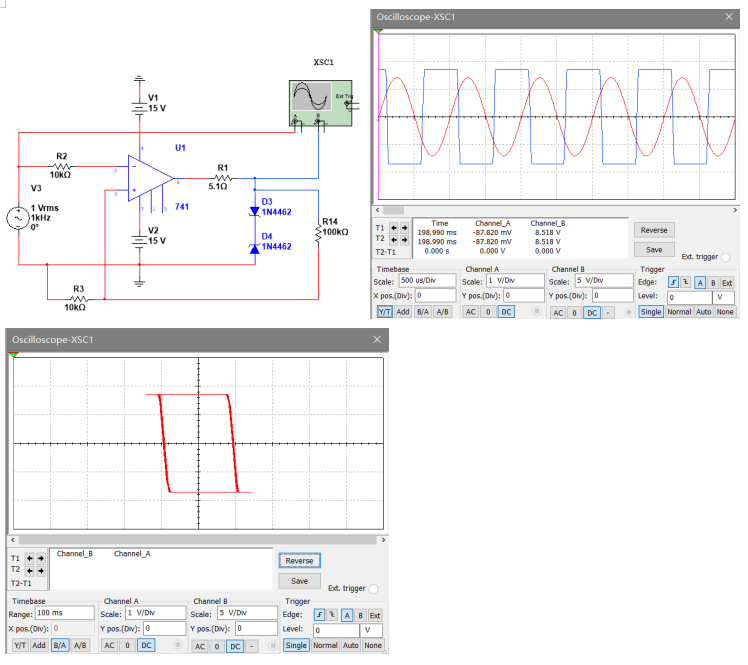 XSC1
Ext Trig
A
B
V1
15 V
U1
R2
10kΩ
R1
5.1Ω
741
V3
1 Vrms
1kHz
0°
D3
1N4462
D4
1N4462
R14
100kΩ
V2
15 V
R3
10kΩ
Oscilloscope-XSC1
T1
T2
T2-T1
Time Channel_A Channel_B
198.990 ms -87.820 mV 8.518 V
198.990 ms -87.820 mV 8.518 V
0.000 s 0.000 V 0.000 V
Reverse
Save
Ext. trigger
Timebase
Scale: 500 us/Div
X pos.(Div): 0
Y/T Add B/A A/B
Channel A
Scale: 1 V/Div
Y pos.(Div): 0
AC 0 DC
Channel B
Scale: 5 V/Div
Y pos.(Div): 0
AC 0 DC -
Trigger
Edge: A B Ext
Level: 0 V
Single Normal Auto None
Oscilloscope-XSC1
T1
T2
T2-T1
Channel_B Channel_A
Reverse
Save
Ext. trigger
Timebase
Range: 100 ms
X pos.(Div): 0
Y/T Add B/A A/B
Channel A
Scale: 1 V/Div
Y pos.(Div): 0
AC 0 DC
Channel B
Scale: 5 V/Div
Y pos.(Div): 0
AC 0 DC -
Trigger
Edge: A B Ext
Level: 0 V
Single Normal Auto None